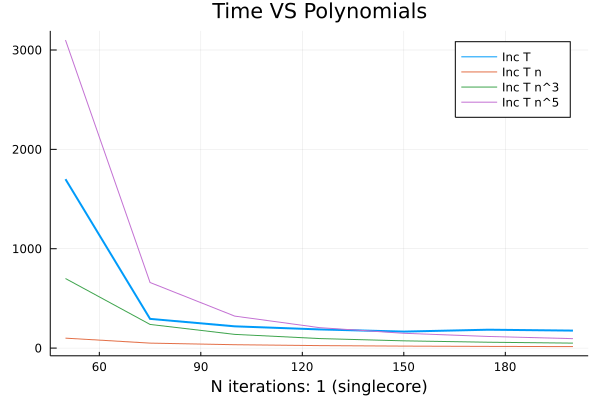 Time VS Polynomials
3000
2000
1000
0
Inc T
Inc T n
Inc T n^3
Inc T n^5
60 90 120 150 180
N iterations: 1 (singlecore)